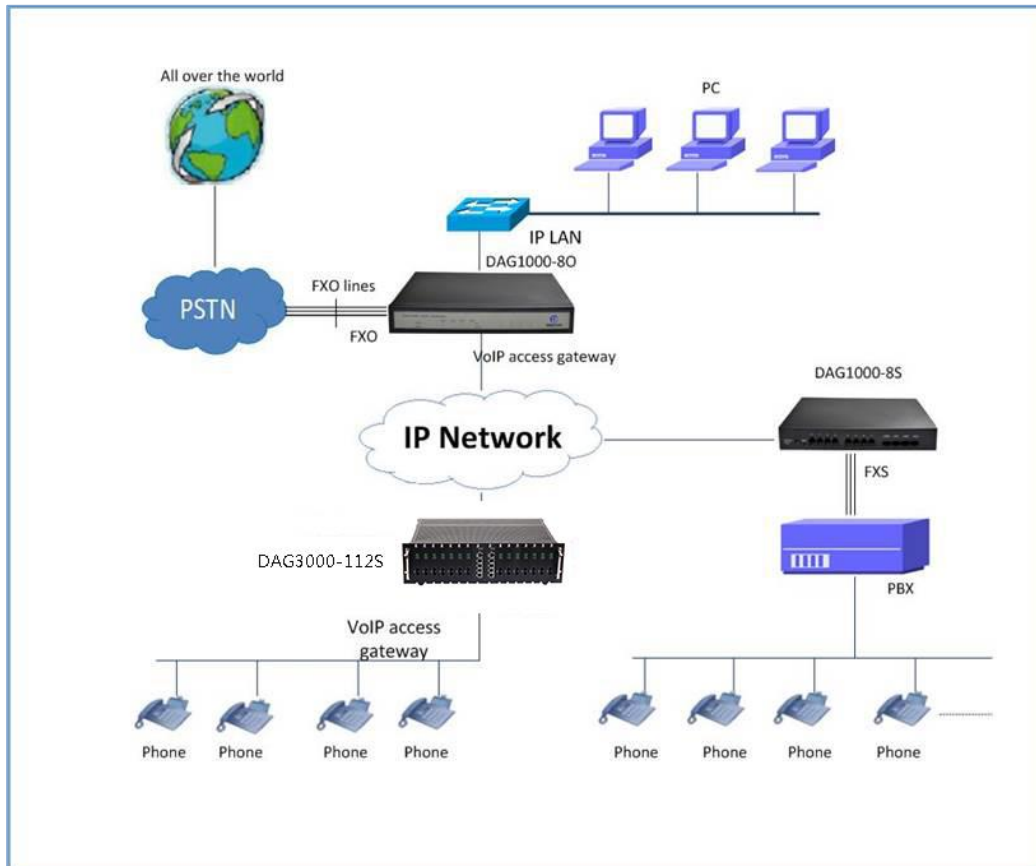 All over the world
PC
IP LAN
DAG1000-8O
FXO lines
PSTN
FXO
VoIP access gateway
DAG1000-8S
IP Network
FXS
DAG3000-112S
PBX
VoIP access
gateway
Phone
Phone
Phone
Phone
Phone
Phone
Phone
Phone